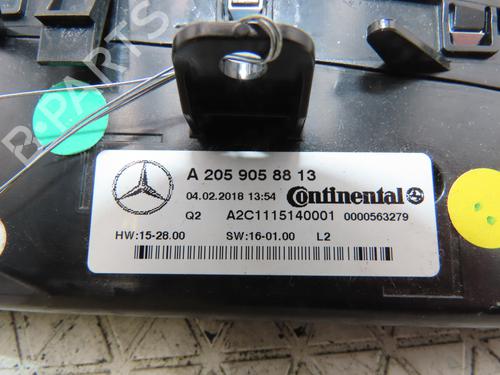 B-PARTS
A 205 905 88 13
04.02.2018 13:54 Continental
Q2 A2C1115140001 0000563279
HW:15-28.00 SW:16-01.00 L2